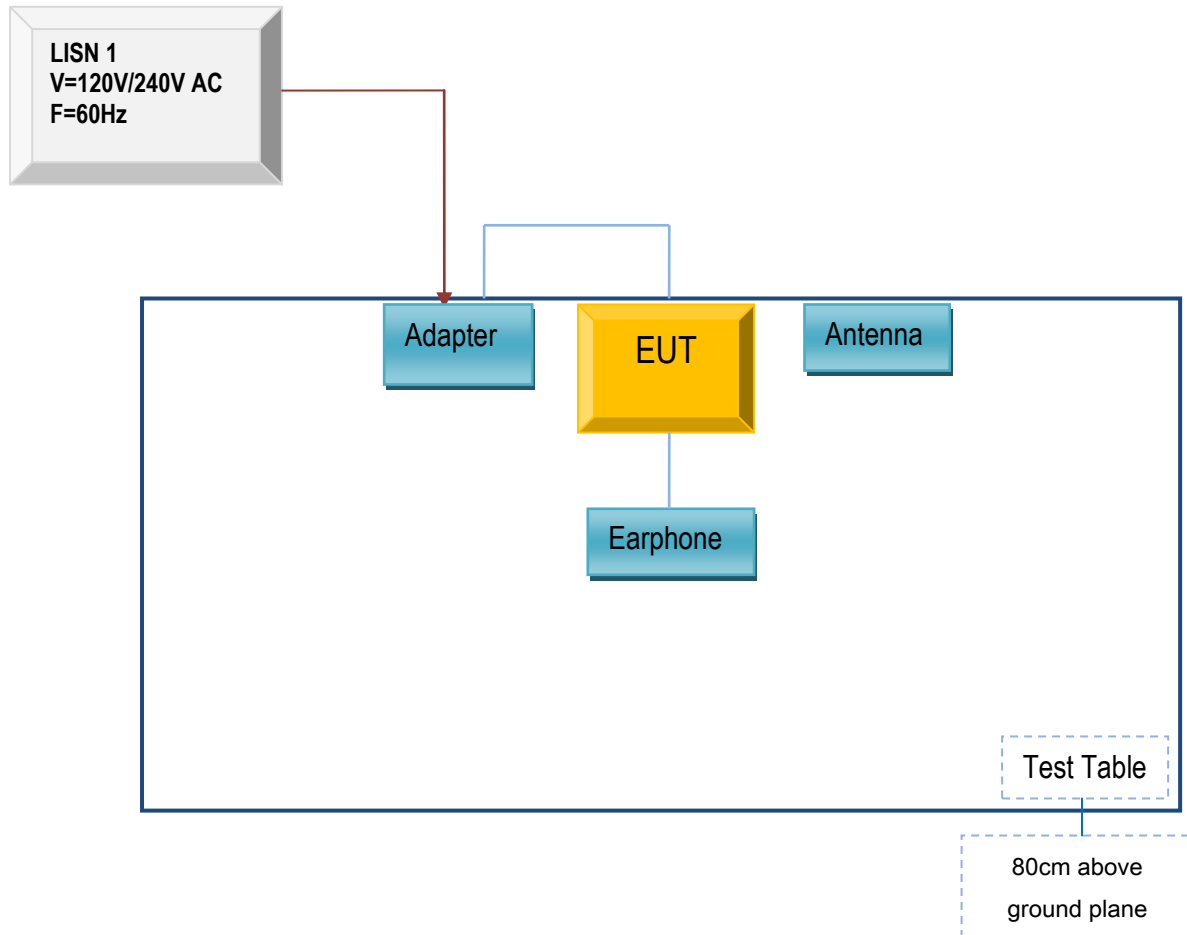 LISN 1
V=120V/240V AC
F=60Hz
Adapter
EUT
Antenna
Earphone
Test Table
80cm above
ground plane